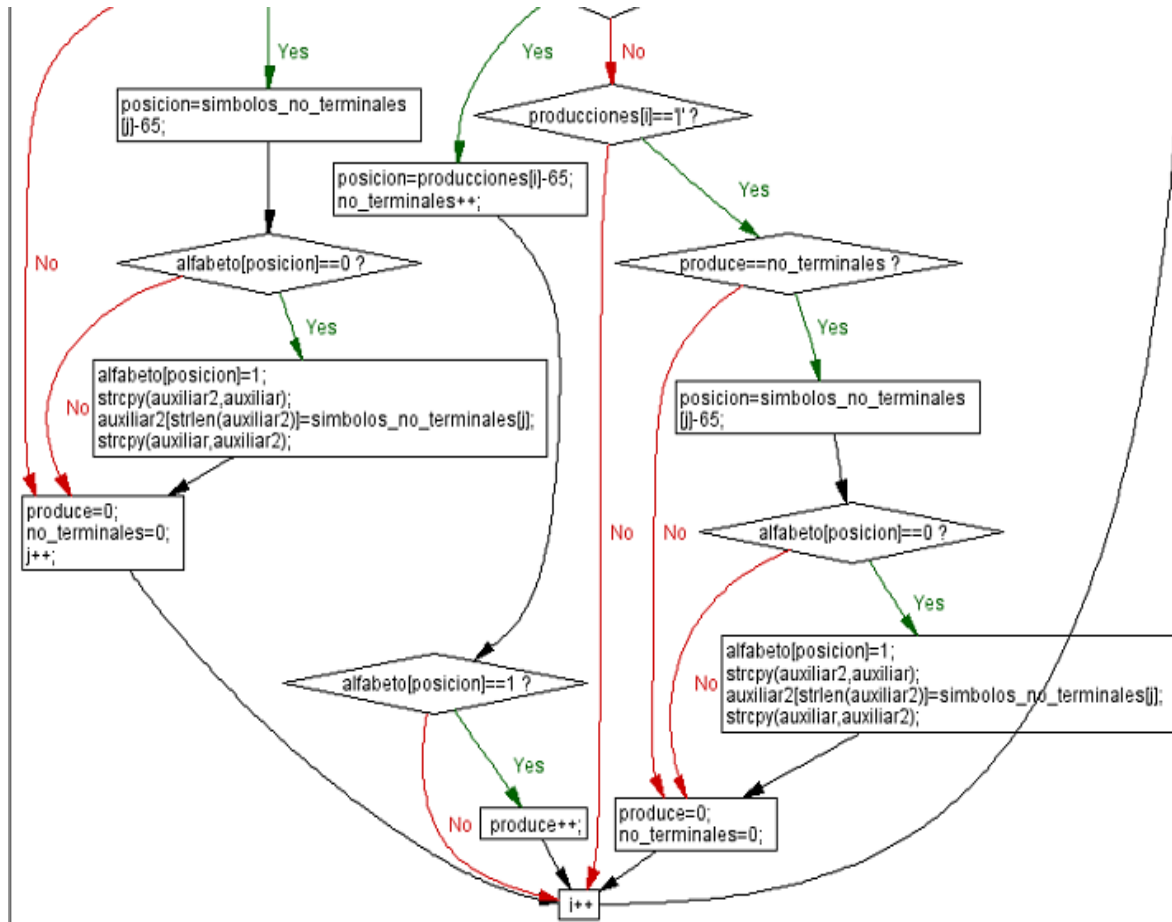 Yes
Yes
No
posicion=simbolos_no_terminales
[j]-65;
producciones[i]=='|' ?
posicion=producciones[i]-65;
no_terminales++;
Yes
No
alfabeto[posicion]==0 ?
produce==no_terminales ?
Yes
Yes
alfabeto[posicion]=1;
strcpy(auxiliar2,auxiliar);
auxiliar2[strlen(auxiliar2)]=simbolos_no_terminales[j];
strcpy(auxiliar,auxiliar2);
No
posicion=simbolos_no_terminales
[j]-65;
produce=0;
no_terminales=0;
j++;
No
No
alfabeto[posicion]==0 ?
Yes
alfabeto[posicion]==1 ?
alfabeto[posicion]=1;
strcpy(auxiliar2,auxiliar);
auxiliar2[strlen(auxiliar2)]=simbolos_no_terminales[j];
strcpy(auxiliar,auxiliar2);
No
Yes
No
produce++;
produce=0;
no_terminales=0;
i++